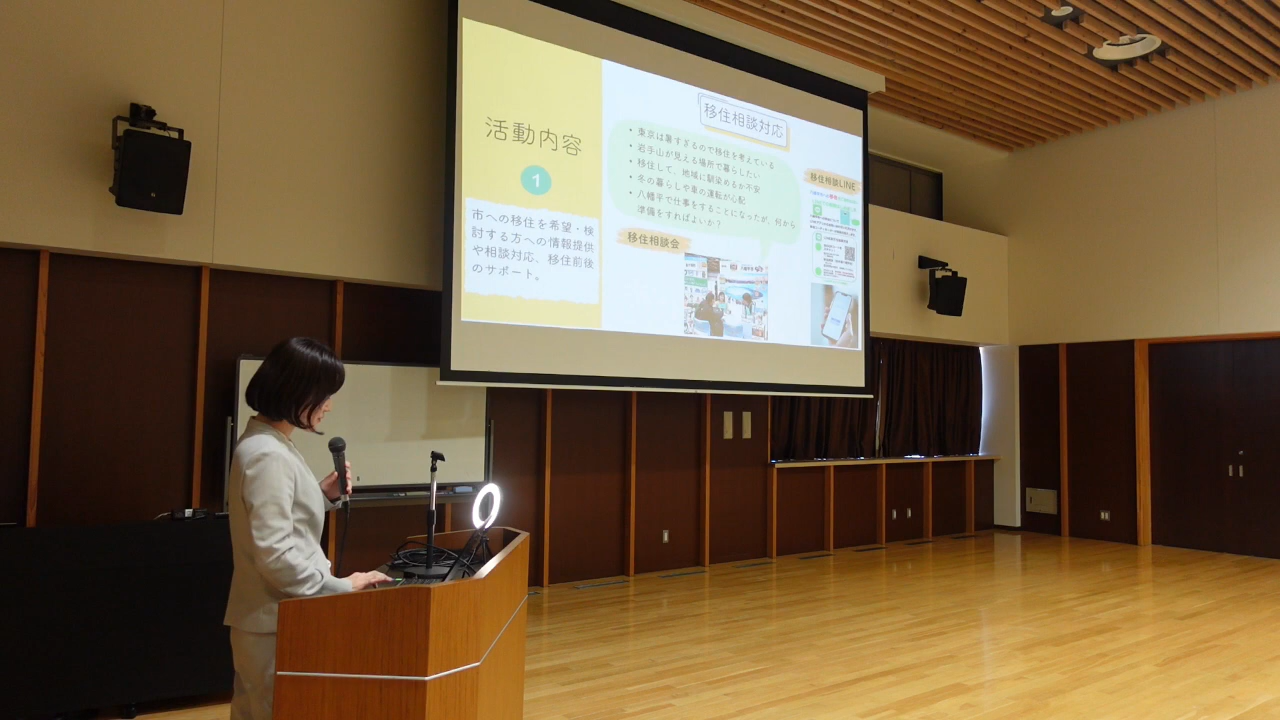 活動内容
1
市への移住を希望・検
討する方への情報提供
や相談対応、移住前後
のサポート。
移住相談対応
• 東京は暑すぎるので移住を考えている
• 岩手山が見える場所で暮らしたい
• 移住して、地域に馴染めるか不安
• 冬の暮らしや車の運転が心配
• 八幡平で仕事をすることになったが、何から
準備をすればよいか？
移住相談会
移住相談LINE